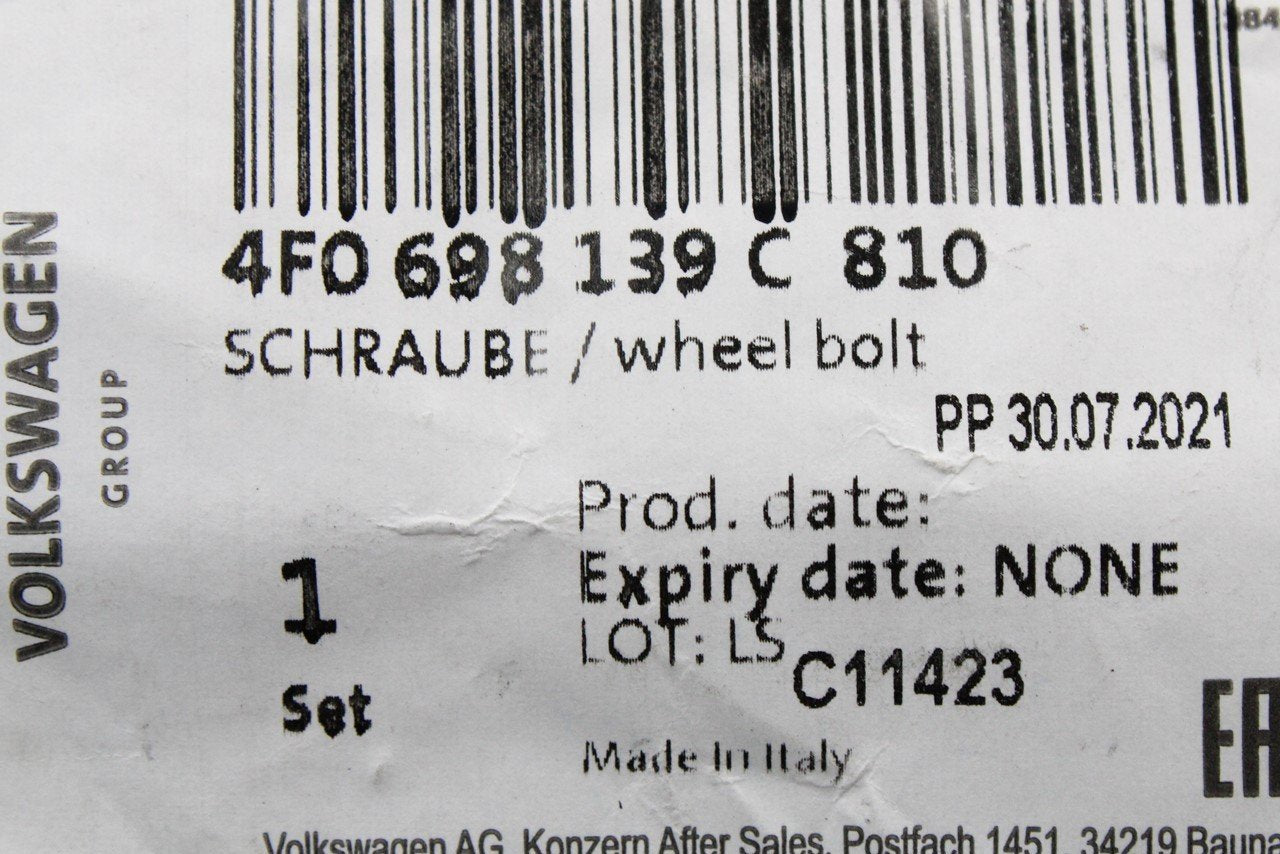 4F0 698 139 C 810
SCHRAUBE / wheel bolt
PP 30.07.2021
Prod. date:
Expiry date: NONE
LOT: LS
C11423
1
Set
Made In Italy
Volkswagen AG, Konzern After Sales, Postfach 1451, 34219
VOLKSWAGEN
GROUP